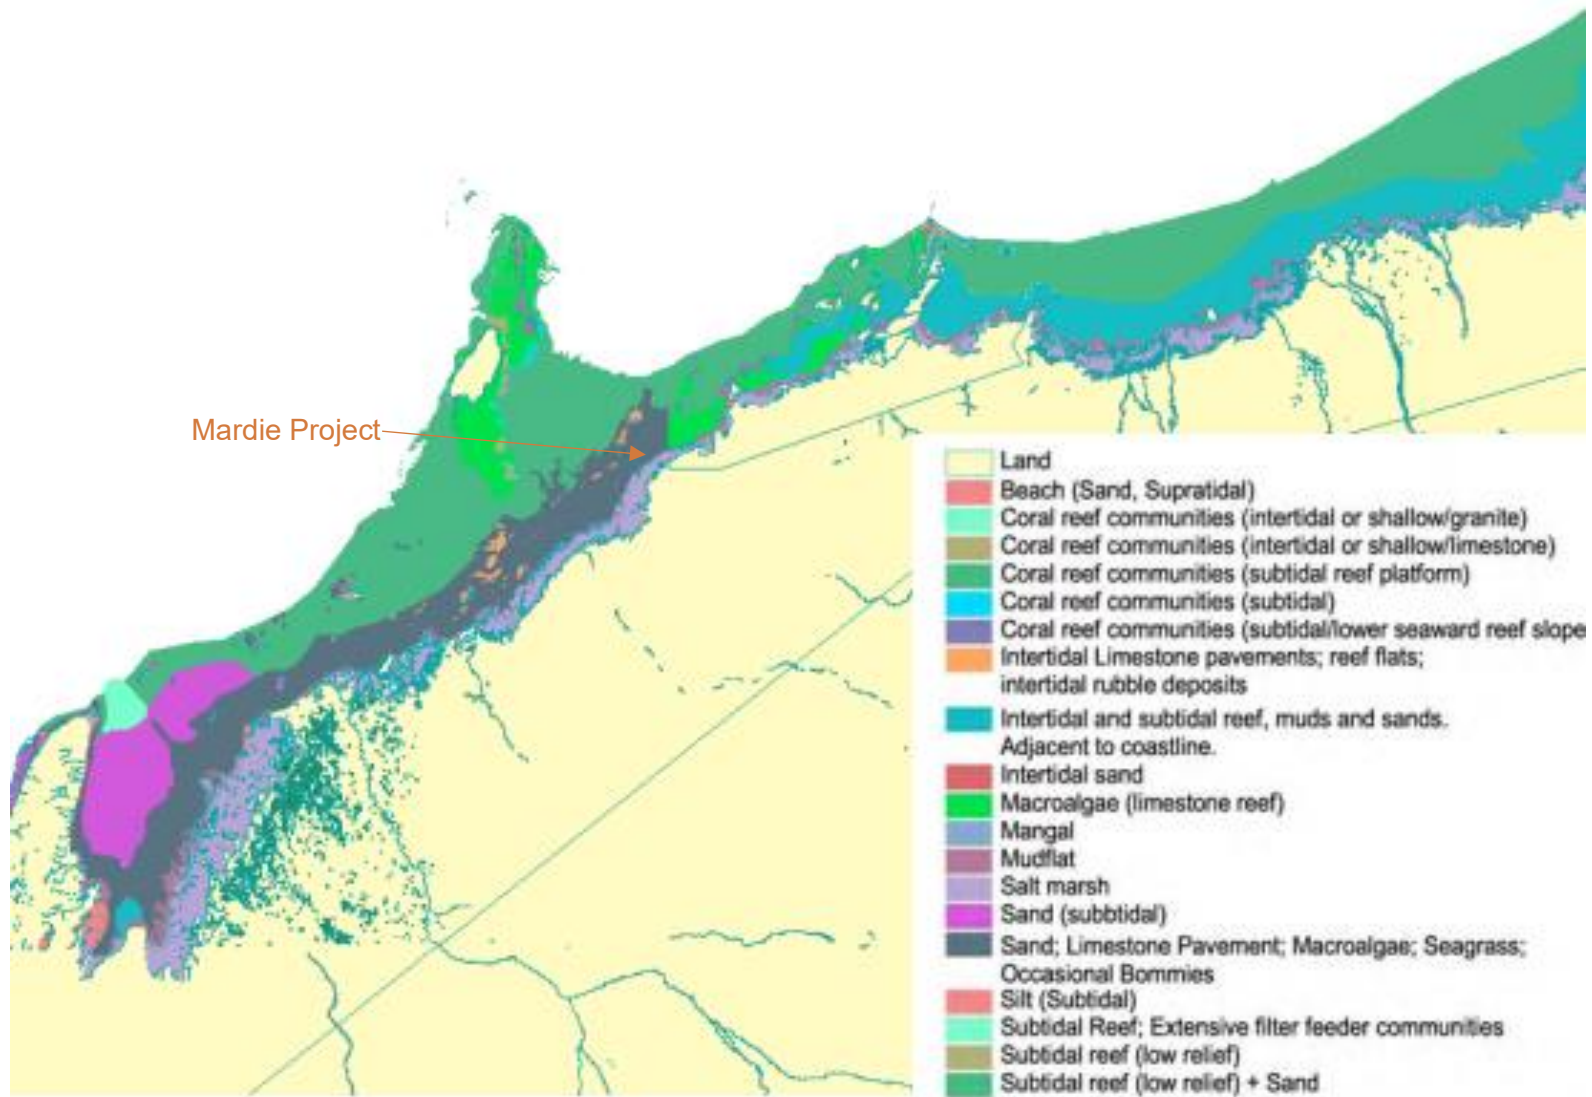 Mardie Project
Land
Beach (Sand, Supratidal)
Coral reef communities (intertidal or shallow/granite)
Coral reef communities (intertidal or shallow/limestone)
Coral reef communities (subtidal reef platform)
Coral reef communities (subtidal)
Coral reef communities (subtidal/lower seaward reef slope
Intertidal Limestone pavements; reef flats;
intertidal rubble deposits
Intertidal and subtidal reef, muds and sands.
Adjacent to coastline.
Intertidal sand
Macroalgae (limestone reef)
Mangal
Mudflat
Salt marsh
Sand (subbtidal)
Sand; Limestone Pavement; Macroalgae; Seagrass;
Occasional Bommies
Silt (Subtidal)
Subtidal Reef; Extensive filter feeder communities
Subtidal reef (low relief)
Subtidal reef (low relief) + Sand